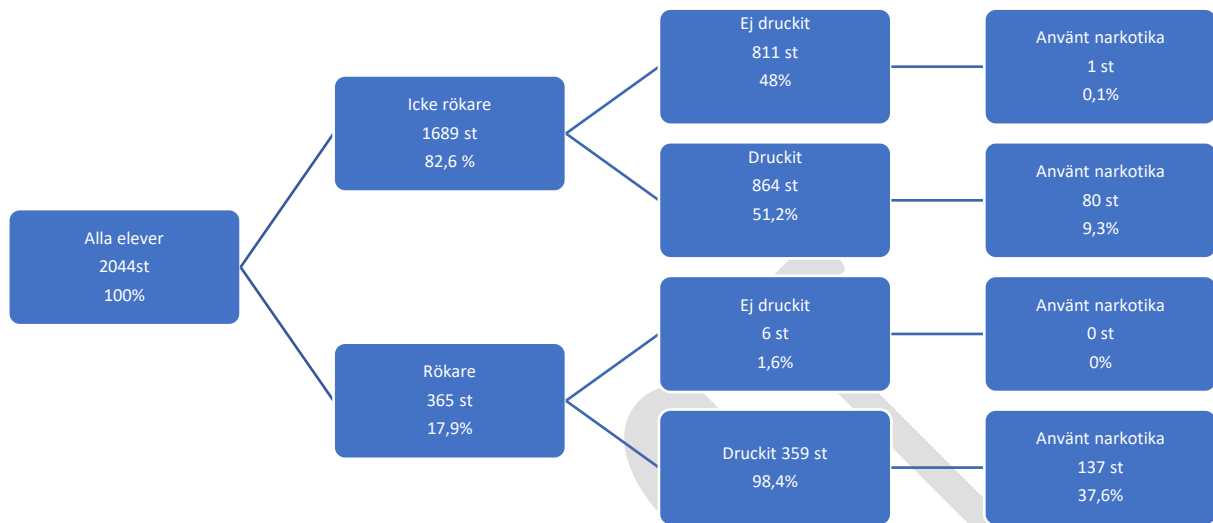 Alla elever
2044st
100%
Icke rökare
1689 st
82,6 %
Rökare
365 st
17,9%
Ej druckit
811 st
48%
Druckit
864 st
51,2%
Ej druckit
6 st
1,6%
Druckit 359 st
98,4%
Använt narkotika
1 st
0,1%
Använt narkotika
80 st
9,3%
Använt narkotika
0 st
0%
Använt narkotika
137 st
37,6%